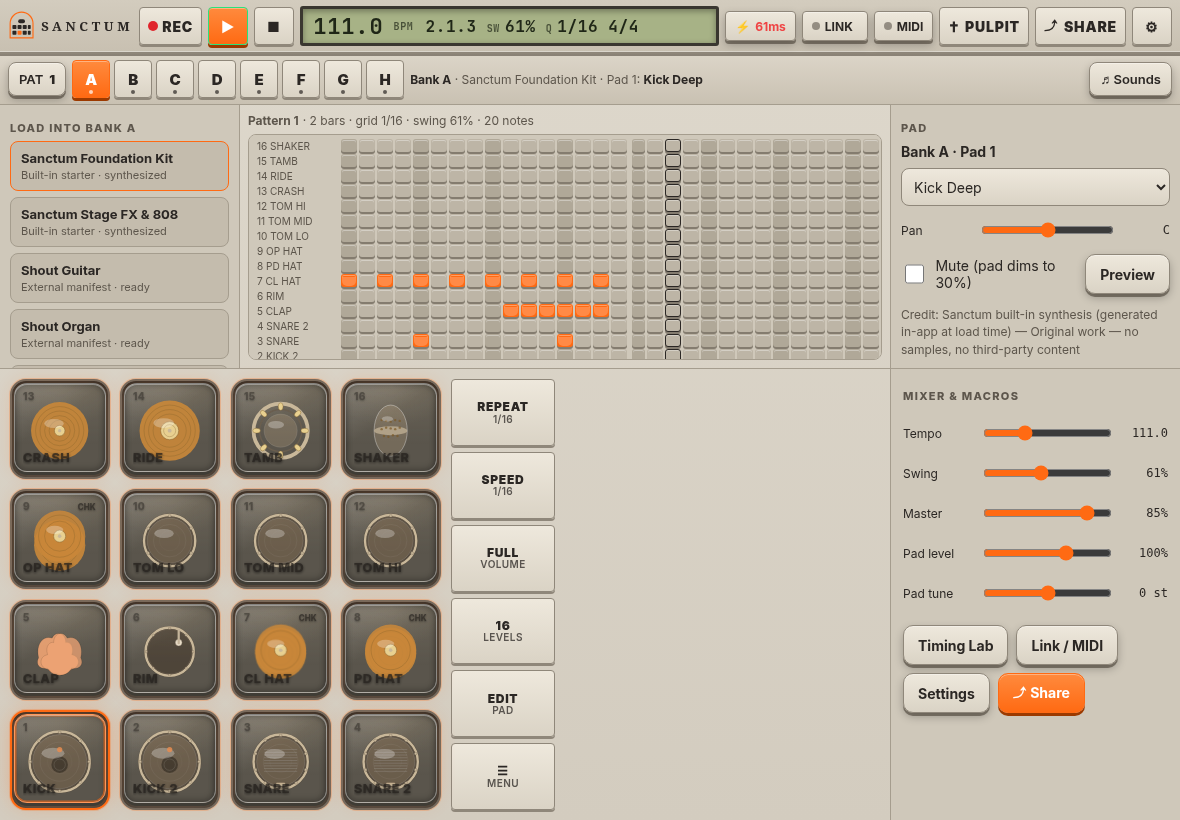 SANCTUM
REC
111.0 BPM 2.1.3 SW 61% Q 1/16 4/4
⚡ 61ms
LINK
MIDI
✝ PULPIT
⤴ SHARE
⚙
PAT 1
A
B
C
D
E
F
G
H
Bank A · Sanctum Foundation Kit · Pad 1: Kick Deep
♬ Sounds
LOAD INTO BANK A
Sanctum Foundation Kit
Built-in starter · synthesized
Sanctum Stage FX & 808
Built-in starter · synthesized
Shout Guitar
External manifest · ready
Shout Organ
External manifest · ready
Pattern 1 · 2 bars · grid 1/16 · swing 61% · 20 notes
16 SHAKER
15 TAMB
14 RIDE
13 CRASH
12 TOM HI
11 TOM MID
10 TOM LO
9 OP HAT
8 PD HAT
7 CL HAT
6 RIM
5 CLAP
4 SNARE 2
3 SNARE
2 KICK 2
PAD
Bank A · Pad 1
Kick Deep
Pan
C
Mute (pad dims to
30%)
Preview
Credit: Sanctum built-in synthesis (generated
in-app at load time) — Original work — no
samples, no third-party content
13
CRASH
14
RIDE
15
TAMB
16
SHAKER
9
CHK
OP HAT
10
TOM LO
11
TOM MID
12
TOM HI
5
CLAP
6
RIM
7
CHK
CL HAT
8
CHK
PD HAT
1
KICK
2
KICK 2
3
SNARE
4
SNARE 2
REPEAT
1/16
SPEED
1/16
FULL
VOLUME
16
LEVELS
EDIT
PAD
☰
MENU
MIXER & MACROS
Tempo
111.0
Swing
61%
Master
85%
Pad level
100%
Pad tune
0 st
Timing Lab
Link / MIDI
Settings
⤴ Share